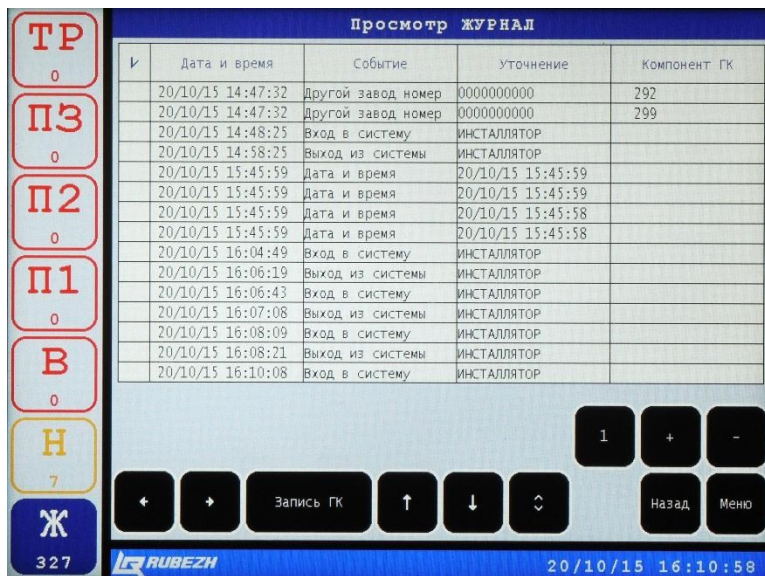 Просмотр ЖУРНАЛ
ТР
0
V Дата и время Событие Уточнение Компонент ГК
20/10/15 14:47:32 Другой завод номер 0000000000 292
20/10/15 14:47:32 Другой завод номер 0000000000 299
П3
0
20/10/15 14:48:25 Вход в систему ИНСТАЛЛЯТОР
20/10/15 14:58:25 Выход из системы ИНСТАЛЛЯТОР
20/10/15 15:45:59 Дата и время 20/10/15 15:45:59
20/10/15 15:45:59 Дата и время 20/10/15 15:45:59
20/10/15 15:45:59 Дата и время 20/10/15 15:45:58
20/10/15 15:45:59 Дата и время 20/10/15 15:45:58
П2
0
20/10/15 16:04:49 Вход в систему ИНСТАЛЛЯТОР
20/10/15 16:06:19 Выход из системы ИНСТАЛЛЯТОР
20/10/15 16:06:43 Вход в систему ИНСТАЛЛЯТОР
20/10/15 16:07:08 Выход из системы ИНСТАЛЛЯТОР
П1
0
20/10/15 16:08:09 Вход в систему ИНСТАЛЛЯТОР
20/10/15 16:08:21 Выход из системы ИНСТАЛЛЯТОР
20/10/15 16:10:08 Вход в систему ИНСТАЛЛЯТОР
В
0
Н
7
1 + -
← → Запись ГК ↑ ↓ Назад Меню
Ж
327
RUBEZH 20/10/15 16:10:58